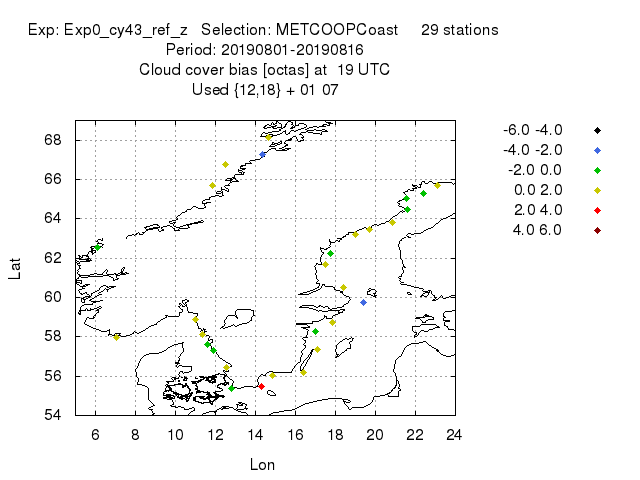 Exp: Exp0_cy43_ref_z   Selection: METCOOPCoast     29 stations
Period: 20190801-20190816
Cloud cover bias [octas] at  19 UTC
Used {12,18} + 01 07
-6.0 -4.0
-4.0 -2.0
-2.0 0.0
0.0 2.0
2.0 4.0
4.0 6.0
68
66
64
62
60
58
56
54
Lat
6 8 10 12 14 16 18 20 22 24
Lon